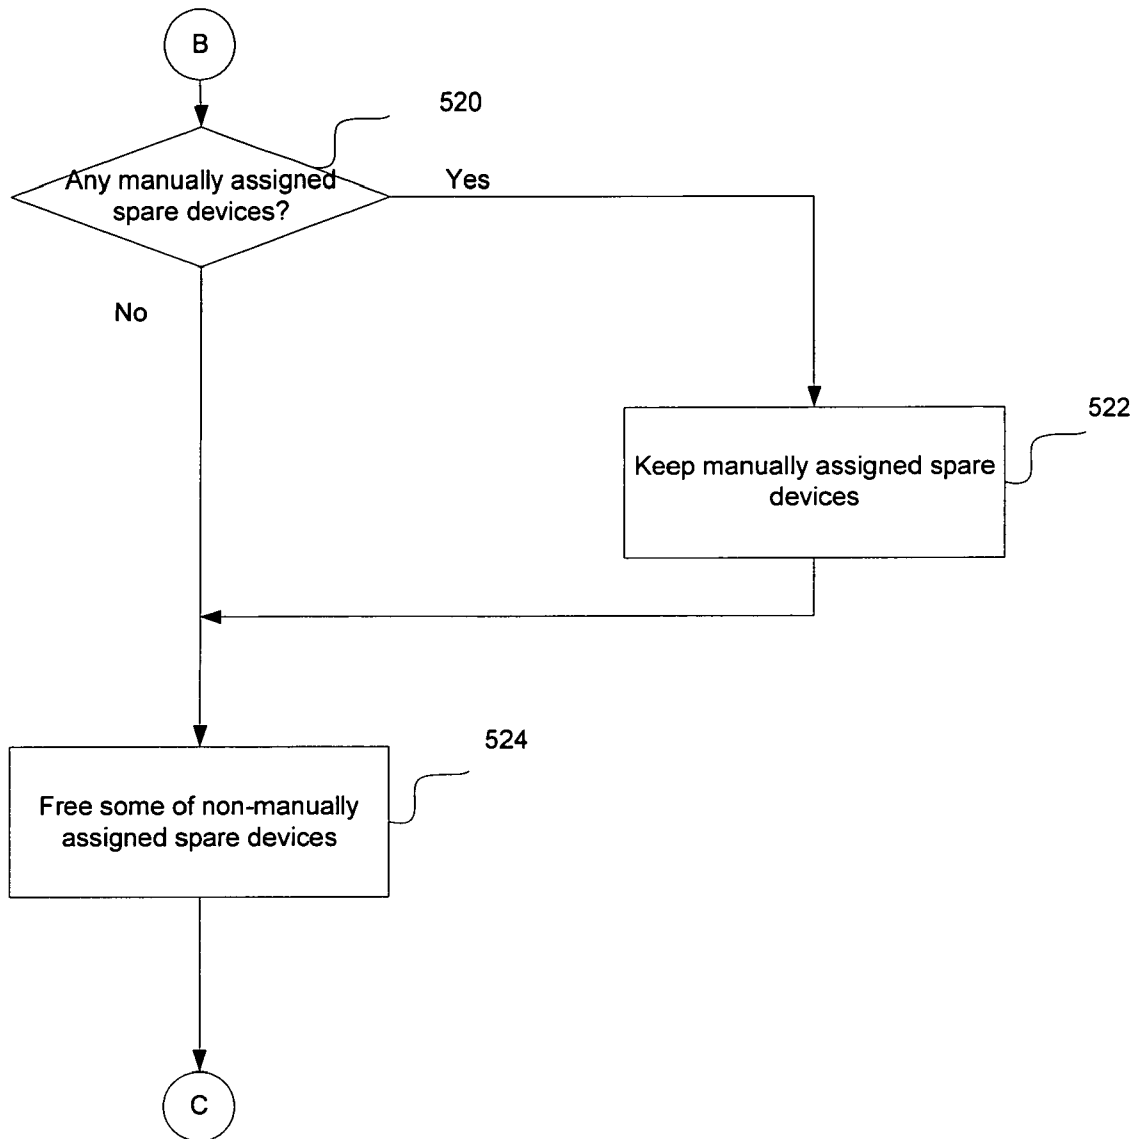 B
520
Any manually assigned
spare devices?
Yes
No
522
Keep manually assigned spare
devices
524
Free some of non-manually
assigned spare devices
C